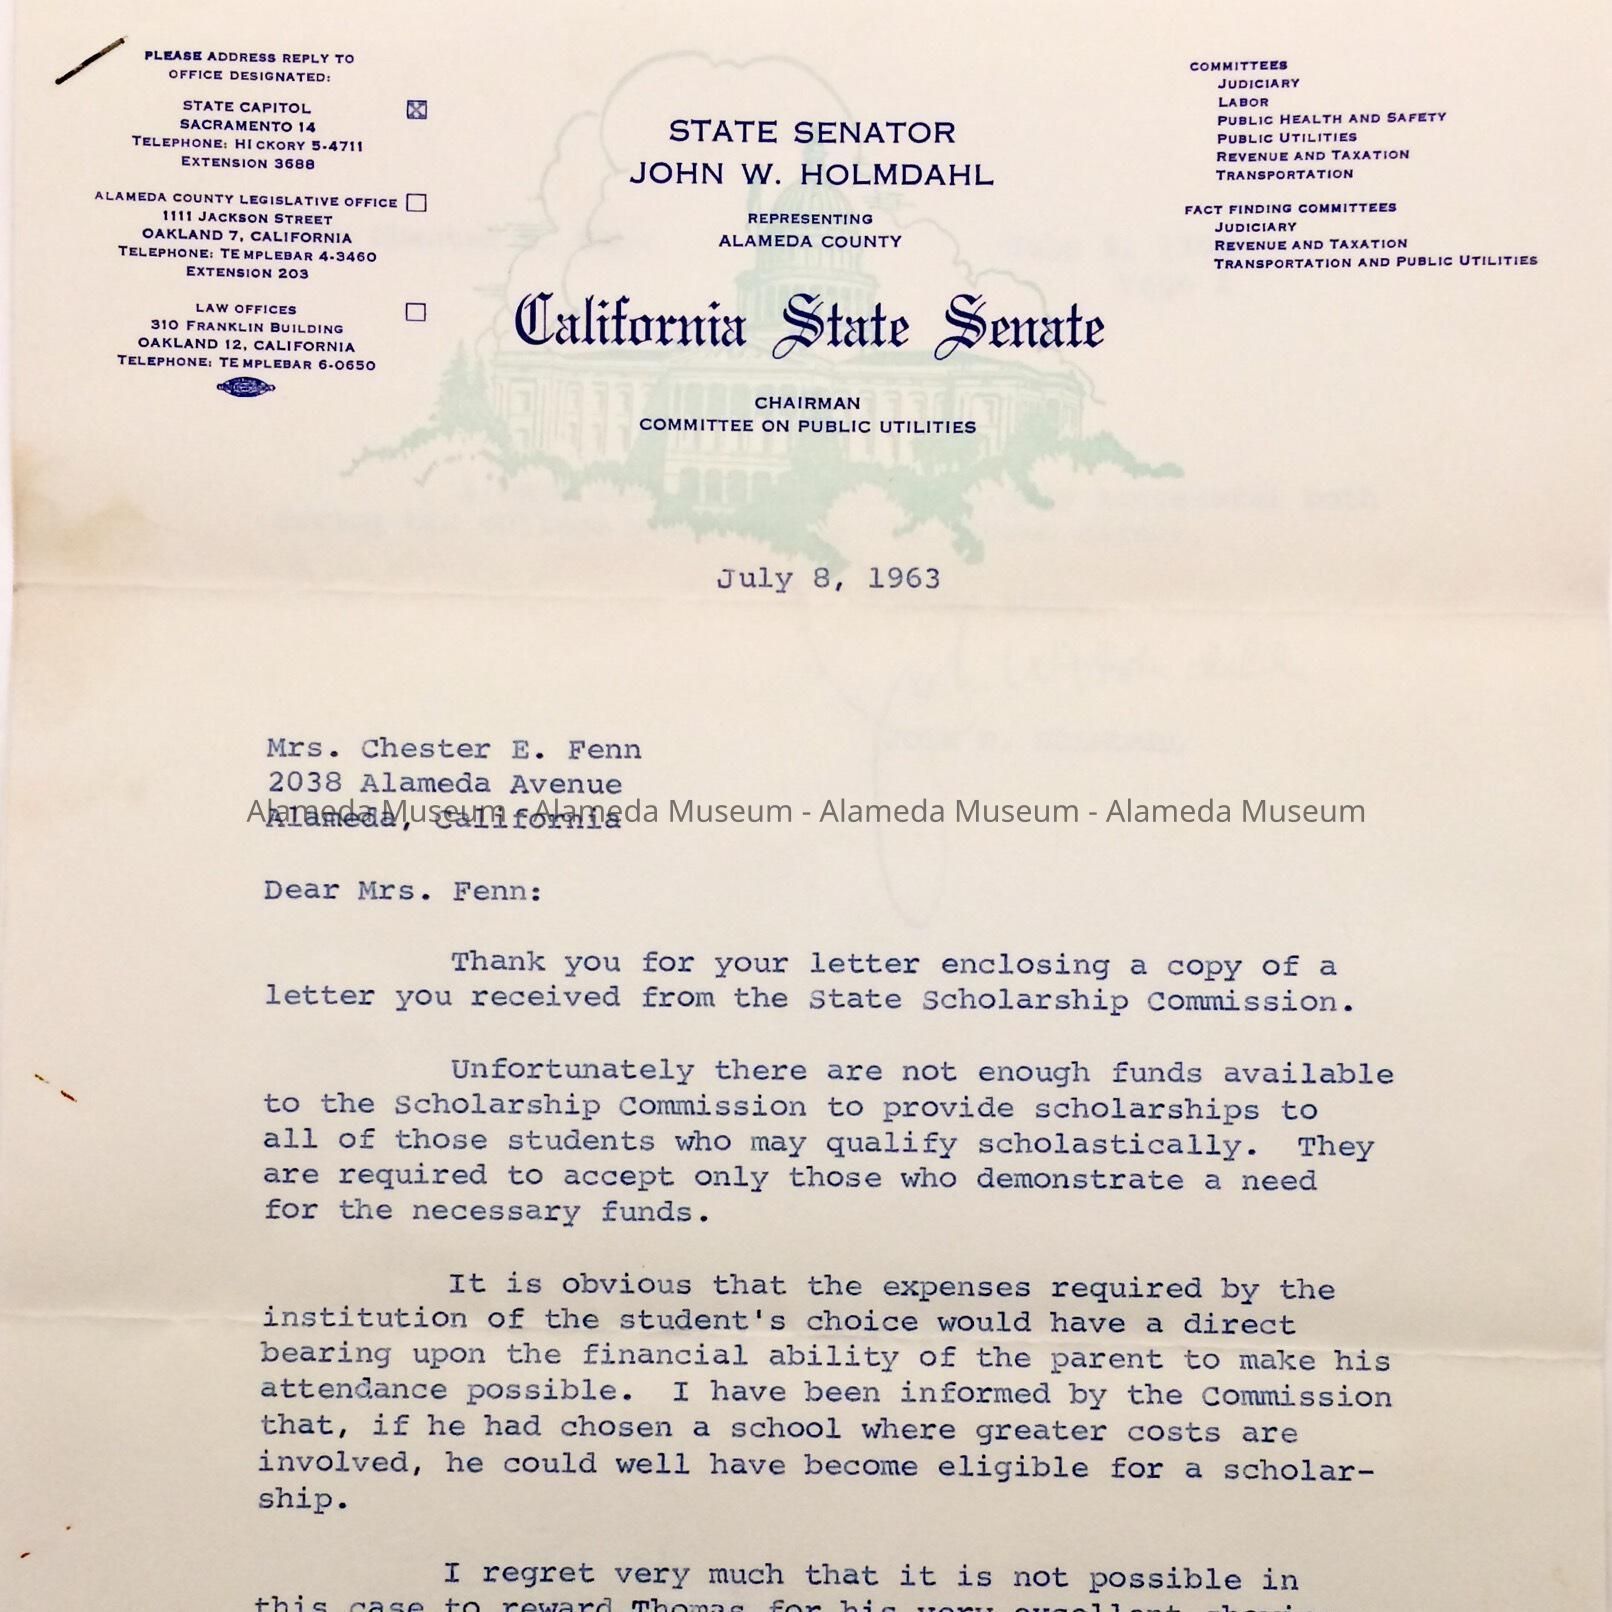 PLEASE ADDRESS REPLY TO
OFFICE DESIGNATED:
STATE CAPITOL
SACRAMENTO 14
TELEPHONE: HICKORY 5-4711
EXTENSION 3688
ALAMEDA COUNTY LEGISLATIVE OFFICE
1111 JACKSON STREET
OAKLAND 7, CALIFORNIA
TELEPHONE: TEMPLEBAR 4-3460
EXTENSION 203
LAW OFFICES
310 FRANKLIN BUILDING
OAKLAND 12, CALIFORNIA
TELEPHONE: TEMPLEBAR 6-0650
STATE SENATOR
JOHN W. HOLMDAHL
REPRESENTING
ALAMEDA COUNTY
California State Senate
CHAIRMAN
COMMITTEE ON PUBLIC UTILITIES
COMMITTEES
JUDICIARY
LABOR
PUBLIC HEALTH AND SAFETY
PUBLIC UTILITIES
REVENUE AND TAXATION
TRANSPORTATION
FACT FINDING COMMITTEES
JUDICIARY
REVENUE AND TAXATION
TRANSPORTATION AND PUBLIC UTILITIES
July 8, 1963
Mrs. Chester E. Fenn
2038 Alameda Avenue
Alameda, California
Alameda Museum - Alameda Museum - Alameda Museum - Alameda Museum
Dear Mrs. Fenn:
Thank you for your letter enclosing a copy of a
letter you received from the State Scholarship Commission.
Unfortunately there are not enough funds available
to the Scholarship Commission to provide scholarships to
all of those students who may qualify scholastically. They
are required to accept only those who demonstrate a need
for the necessary funds.
It is obvious that the expenses required by the
institution of the student's choice would have a direct
bearing upon the financial ability of the parent to make his
attendance possible. I have been informed by the Commission
that, if he had chosen a school where greater costs are
involved, he could well have become eligible for a scholar-
ship.
I regret very much that it is not possible in
this case to reward Thomas for his very excellent